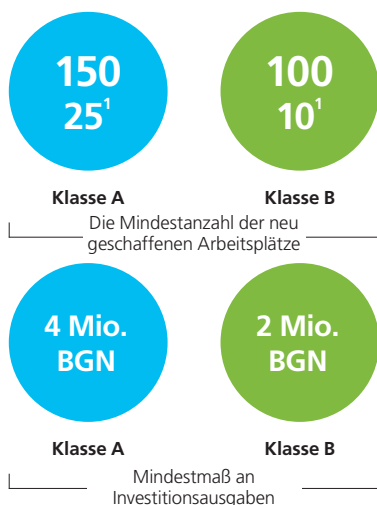 150
25¹
100
10¹
Klasse A
Klasse B
Die Mindestanzahl der neu
geschaffenen Arbeitsplätze
4 Mio.
BGN
2 Mio.
BGN
Klasse A
Klasse B
Mindestmaß an
Investitionsausgaben